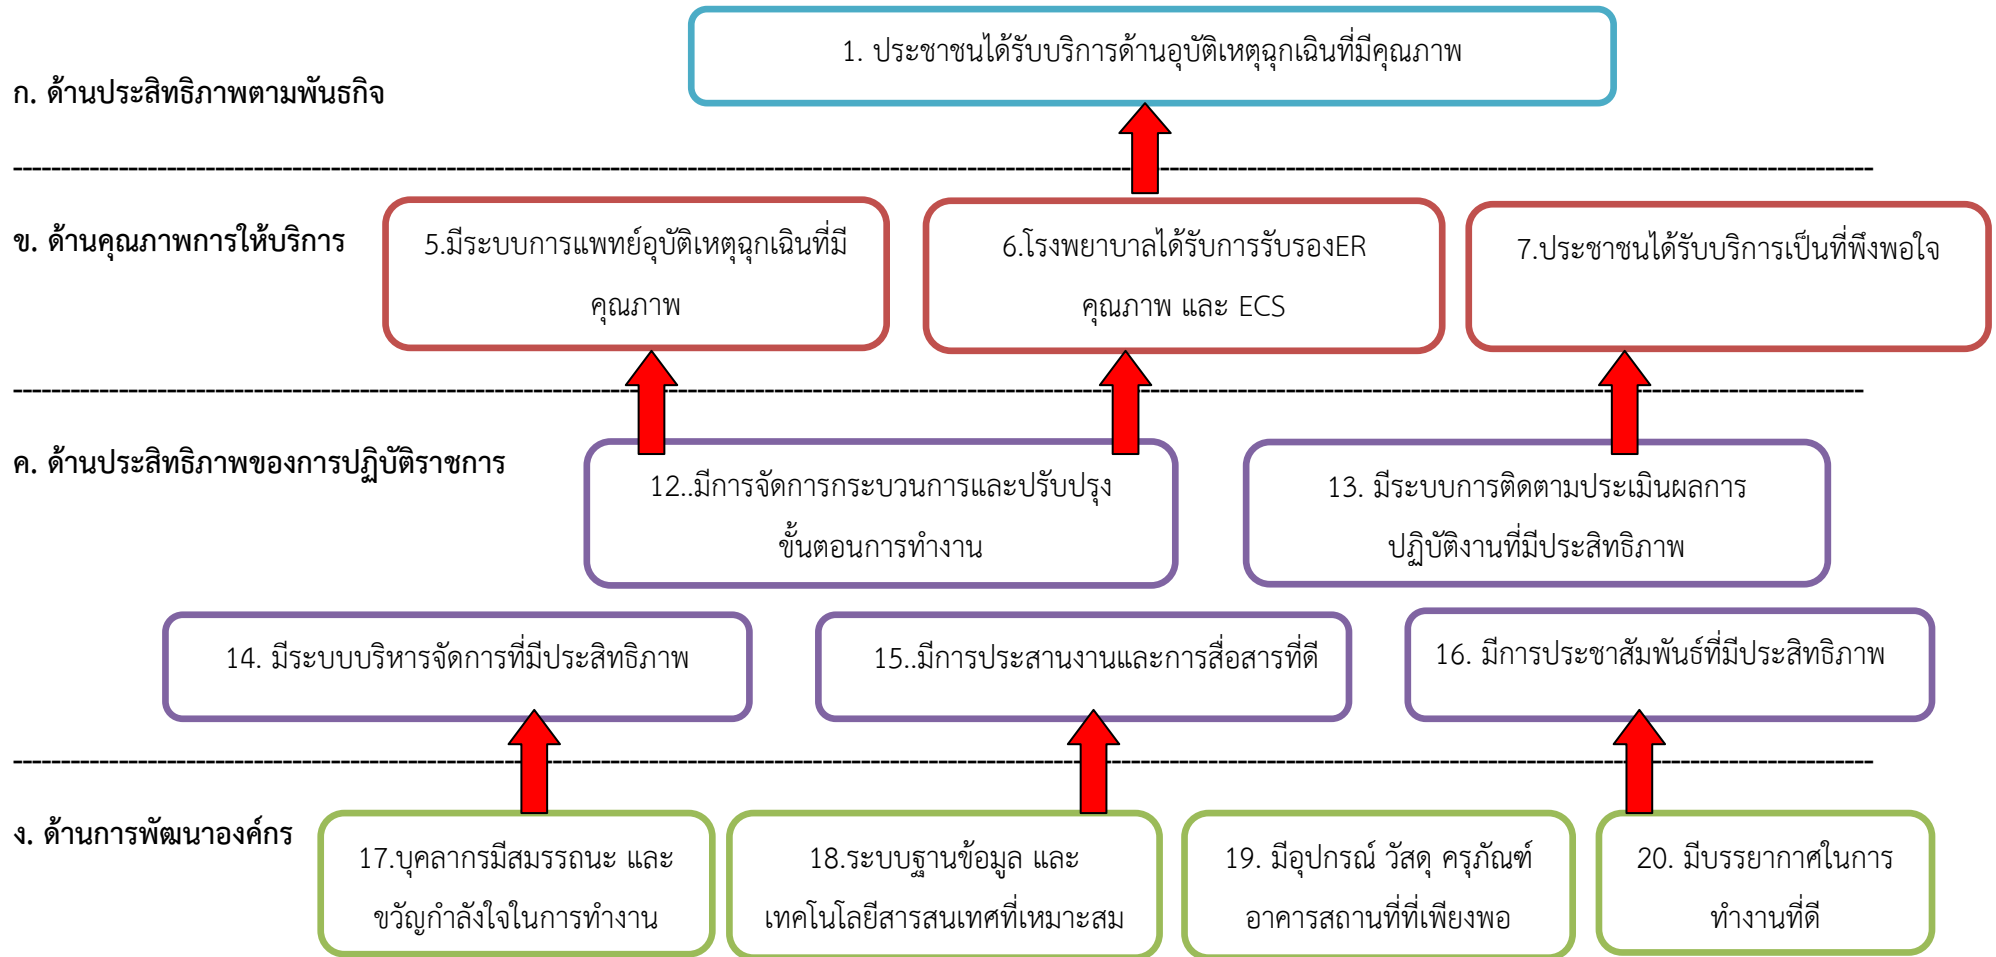 1. ประชาชนได้รับบริการด้านอุบัติเหตุฉุกเฉินที่มีคุณภาพ
ก. ด้านประสิทธิภาพตามพันธกิจ
ข. ด้านคุณภาพการให้บริการ
5.มีระบบการแพทย์อุบัติเหตุฉุกเฉินที่มี
คุณภาพ
6.โรงพยาบาลได้รับการรับรองER
คุณภาพ และ ECS
7.ประชาชนได้รับบริการเป็นที่พึงพอใจ
ค. ด้านประสิทธิภาพของการปฏิบัติราชการ
12..มีการจัดการกระบวนการและปรับปรุง
ขั้นตอนการทำงาน
13. มีระบบการติดตามประเมินผลการ
ปฏิบัติงานที่มีประสิทธิภาพ
14. มีระบบบริหารจัดการที่มีประสิทธิภาพ
15..มีการประสานงานและการสื่อสารที่ดี
16. มีการประชาสัมพันธ์ที่มีประสิทธิภาพ
ง. ด้านการพัฒนาองค์กร
17.บุคลากรมีสมรรถนะ และ
ขวัญกำลังใจในการทำงาน
18.ระบบฐานข้อมูล และ
เทคโนโลยีสารสนเทศที่เหมาะสม
19. มีอุปกรณ์ วัสดุ ครุภัณฑ์
อาคารสถานที่ที่เพียงพอ
20. มีบรรยากาศในการ
ทำงานที่ดี